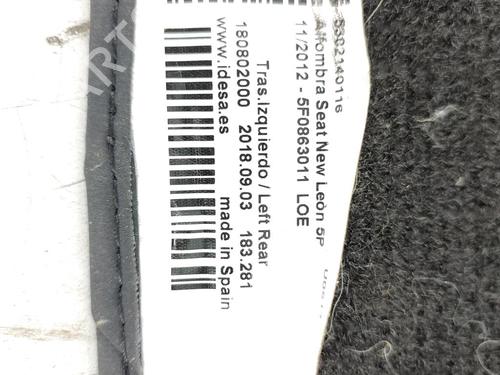 5302140116
Alfombra Seat New León 5P
11/2012 - 5F0863011 LOE
Tras.Izquierdo / Left Rear
180802000 2018.09.03 183.281
www.idesa.es made in Spain